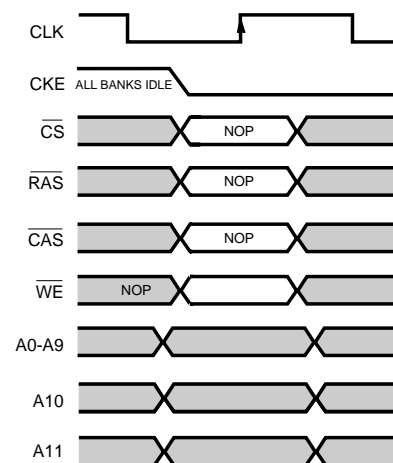 CLK
CKE ALL BANKS IDLE
CS NOP
RAS NOP
CAS NOP
WE NOP
A0-A9
A10
A11